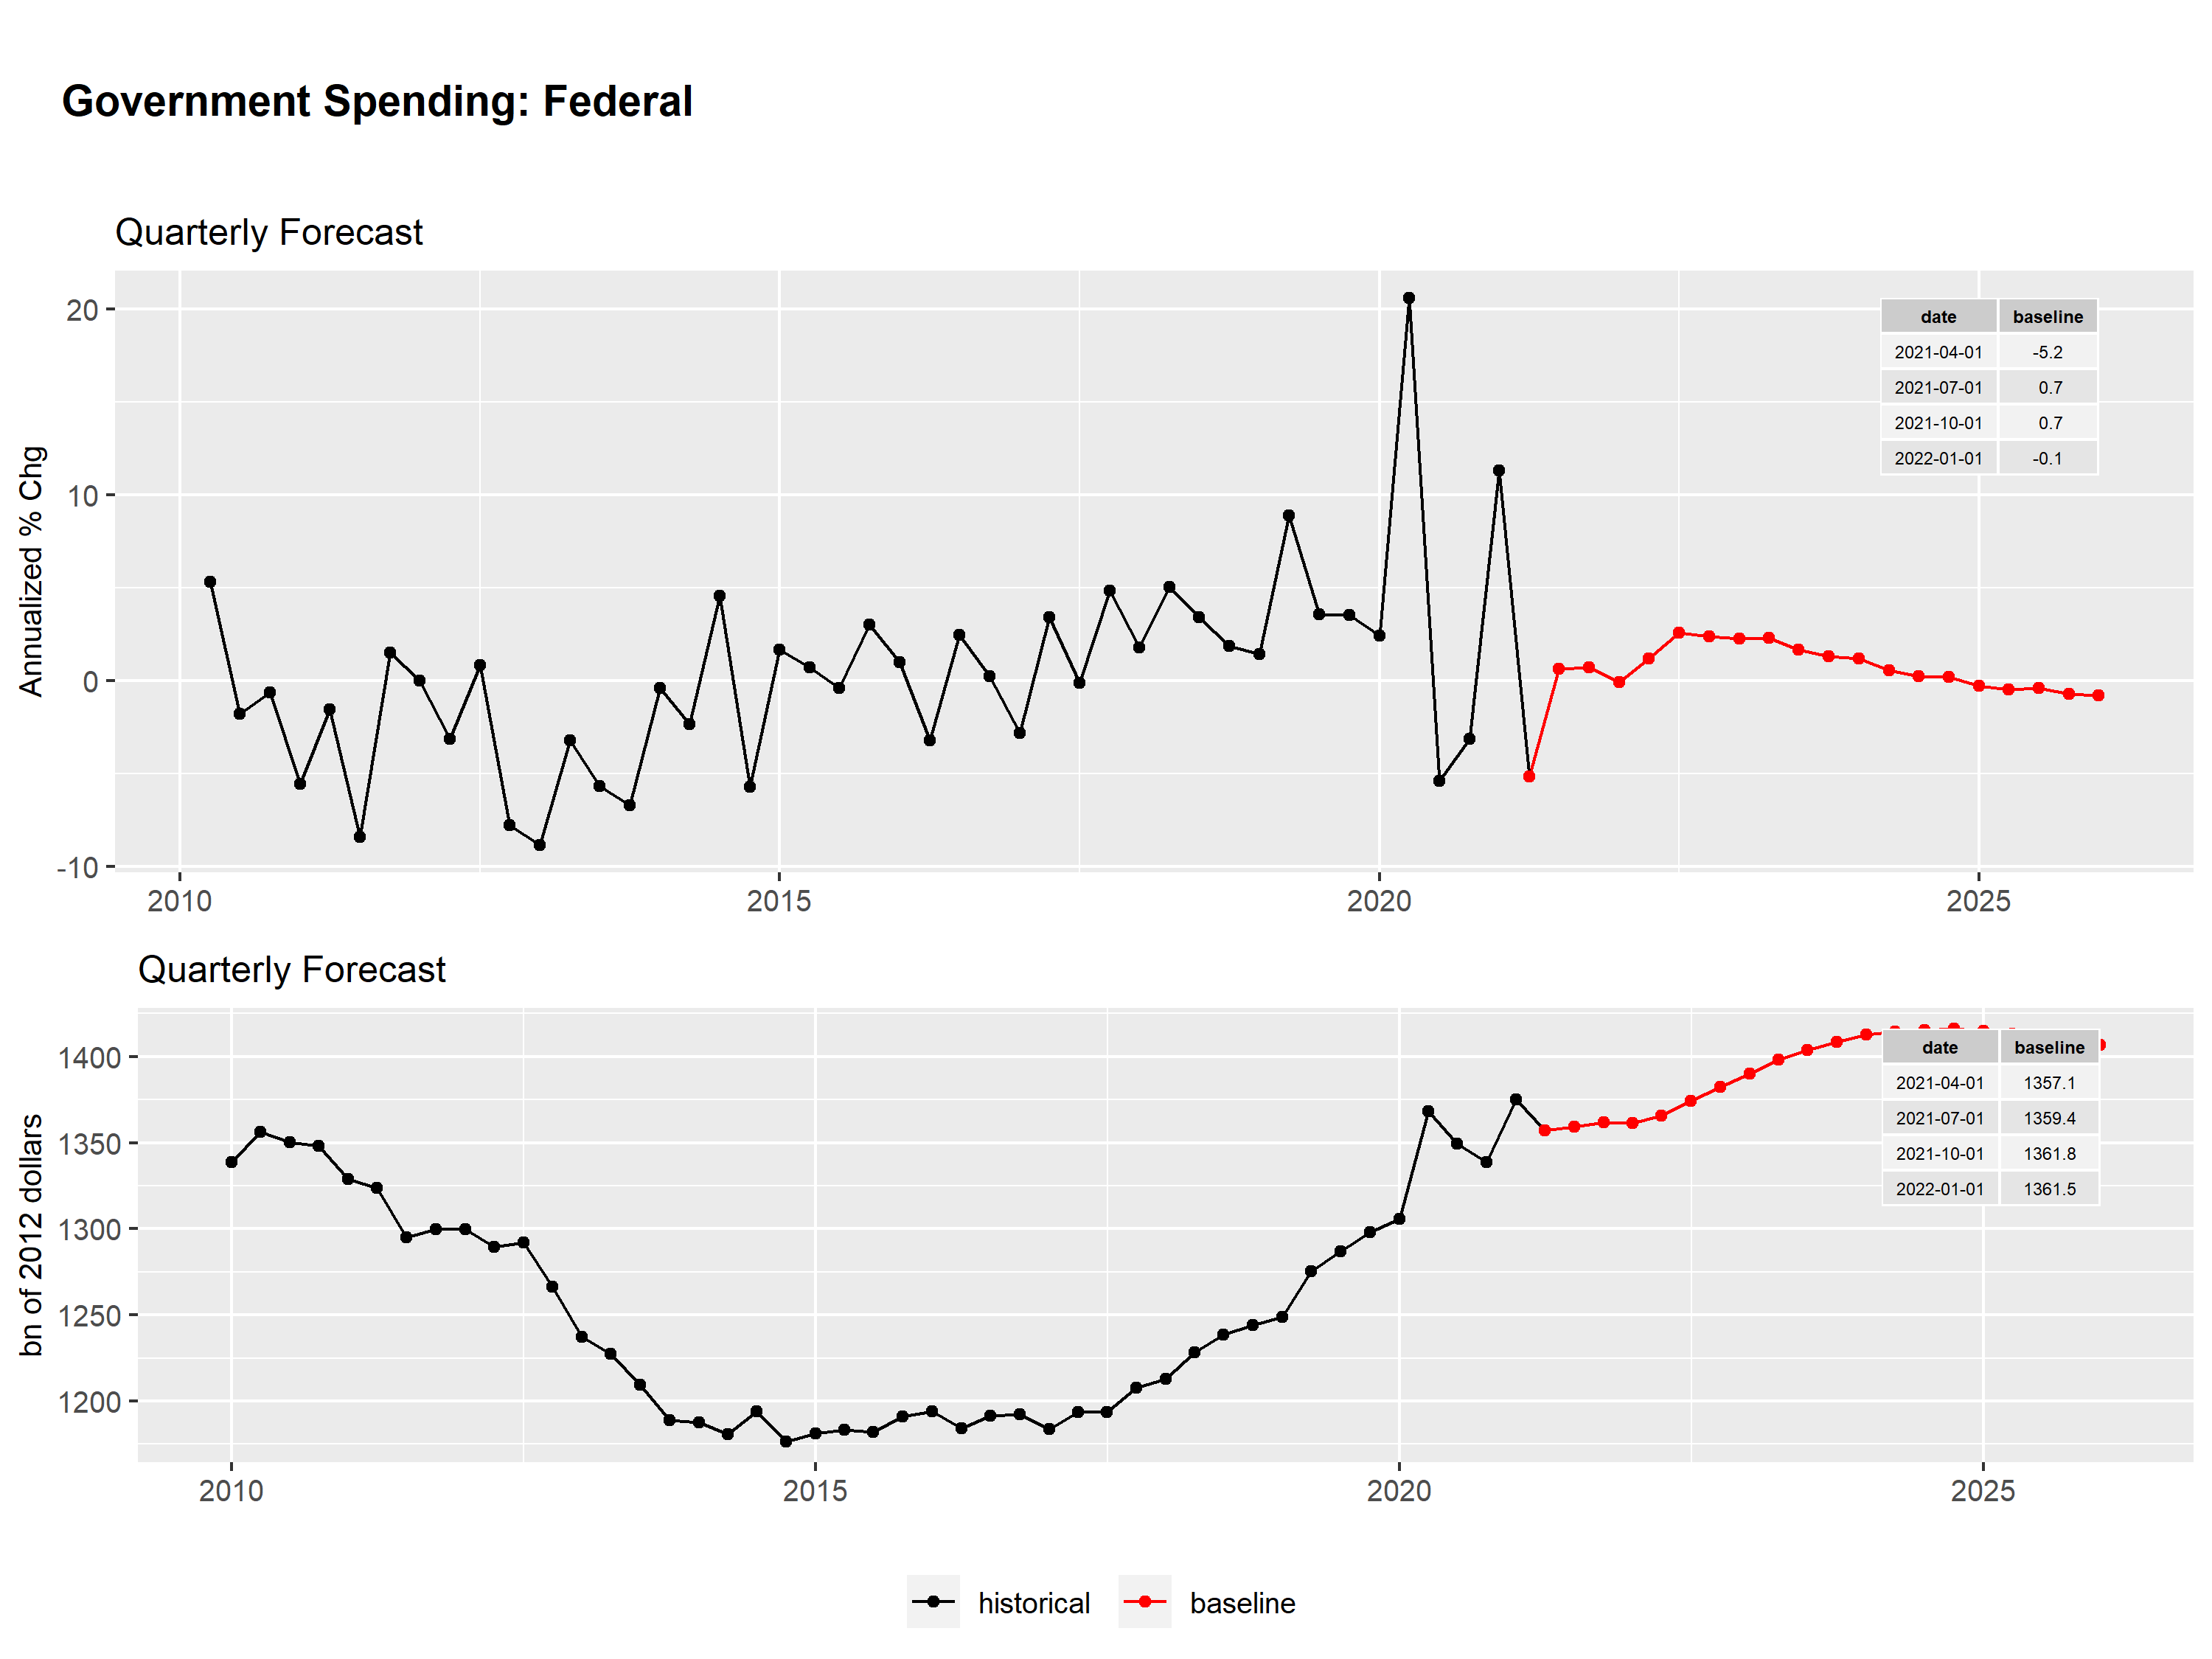 Government Spending: Federal
Quarterly Forecast
Annualized % Chg
20
10
0
-10
date baseline
2021-04-01 -5.2
2021-07-01 0.7
2021-10-01 0.7
2022-01-01 -0.1
2010 2015 2020 2025
Quarterly Forecast
bn of 2012 dollars
1400
1350
1300
1250
1200
date baseline
2021-04-01 1357.1
2021-07-01 1359.4
2021-10-01 1361.8
2022-01-01 1361.5
2010 2015 2020 2025
historical baseline